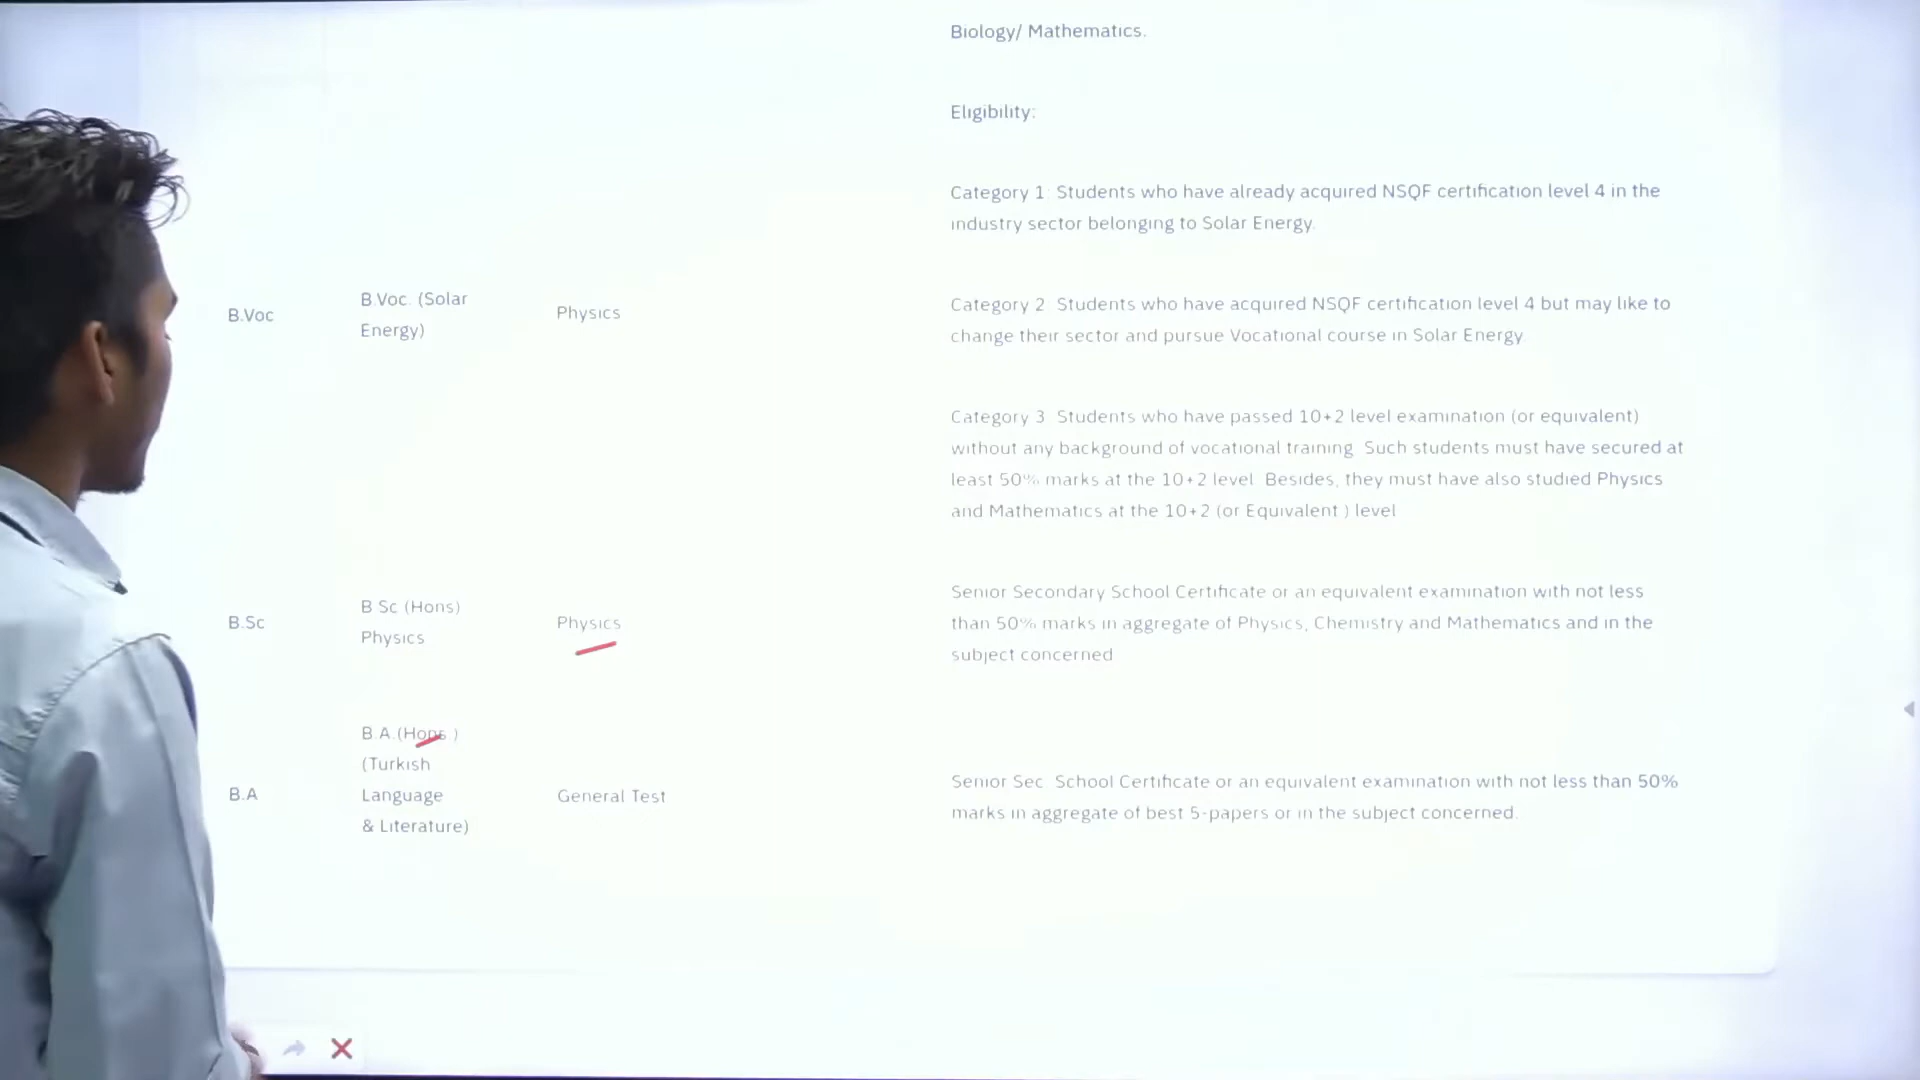 Biology/ Mathematics.
Eligibility:
Category 1: Students who have already acquired NSQF certification level 4 in the
industry sector belonging to Solar Energy.
B.Voc
B.Voc. (Solar
Energy)
Physics
Category 2 Students who have acquired NSQF certification level 4 but may like to
change their sector and pursue Vocational course in Solar Energy
Category 3 Students who have passed 10+2 level examination (or equivalent)
without any background of vocational training Such students must have secured at
least 50% marks at the 10+2 level Besides, they must have also studied Physics
and Mathematics at the 10+2 (or Equivalent ) level
B.Sc
B Sc (Hons)
Physics
Physics
Senior Secondary School Certificate or an equivalent examination with not less
than 50% marks in aggregate of Physics, Chemistry and Mathematics and in the
subject concerned
B.A
B.A.(Hons )
(Turkish
Language
& Literature)
General Test
Senior Sec School Certificate or an equivalent examination with not less than 50%
marks in aggregate of best 5-papers or in the subject concerned.